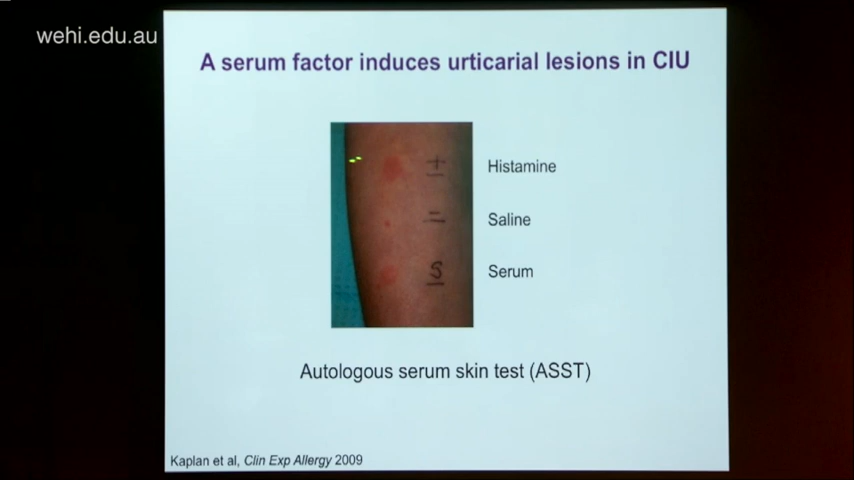 wehi.edu.au
A serum factor induces urticarial lesions in CIU
+
Histamine
–
Saline
S
Serum
Autologous serum skin test (ASST)
Kaplan et al, Clin Exp Allergy 2009